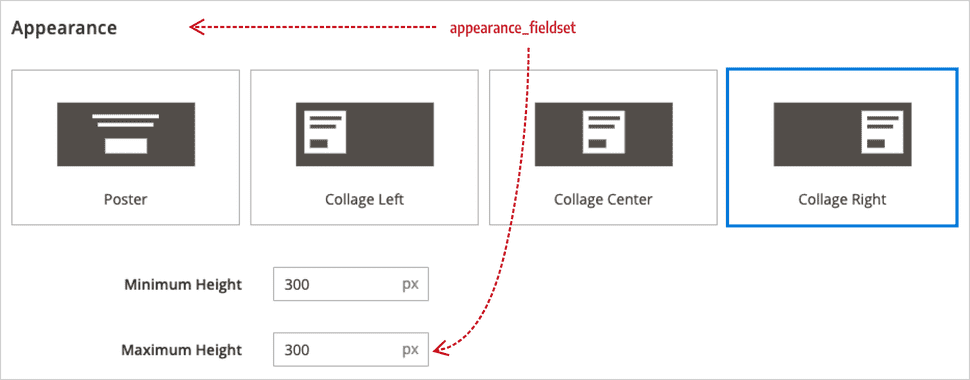 Appearance
appearance_fieldset
Poster
Collage Left
Collage Center
Collage Right
Minimum Height 300 px
Maximum Height 300 px